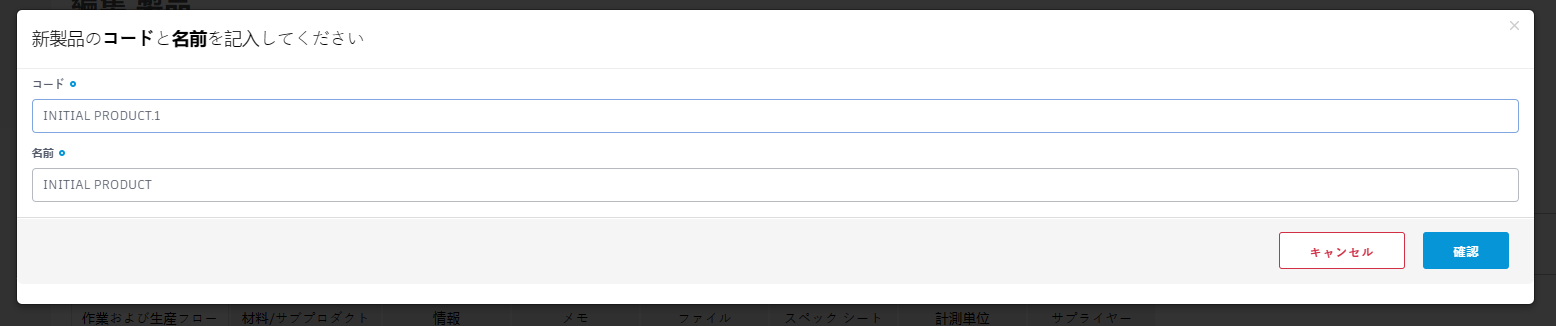 編集 製品
新製品のコードと名前を記入してください
×
コード
INITIAL PRODUCT.1
名前
INITIAL PRODUCT
キャンセル 確認
作業および生産フロー 材料/サブプロダクト 情報 メモ ファイル スペック シート 計測単位 サプライヤー